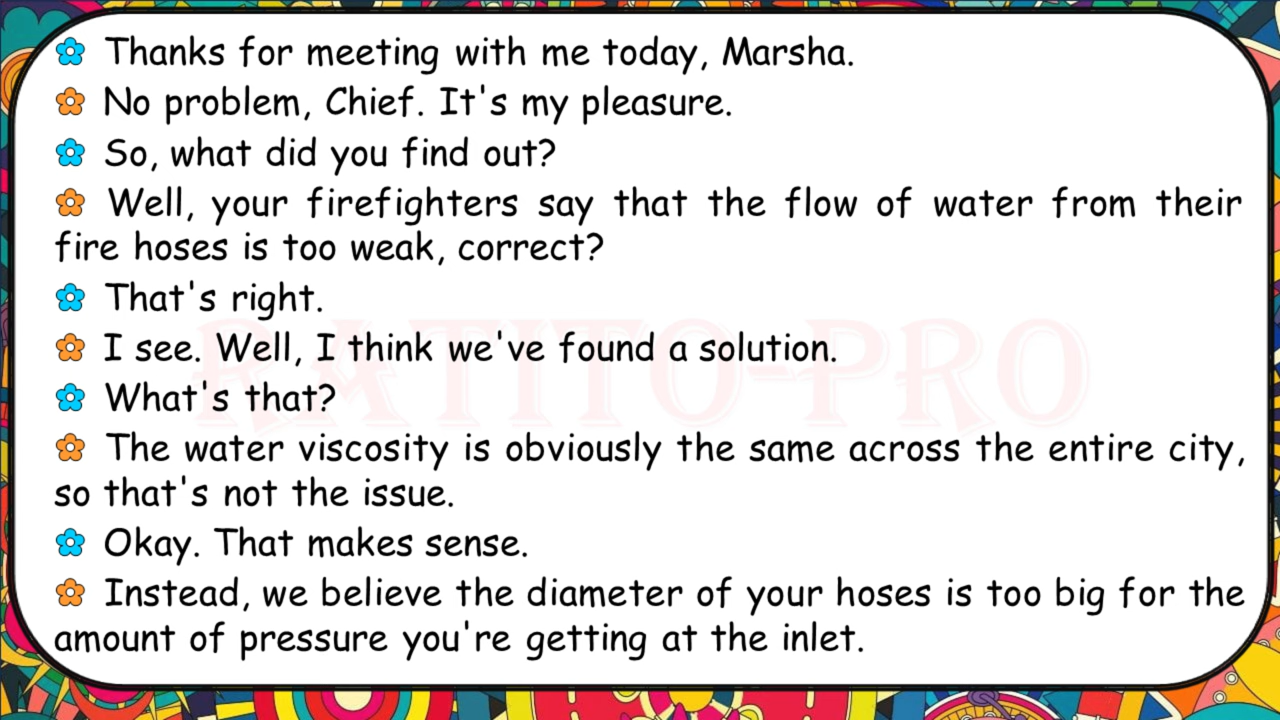 Thanks for meeting with me today, Marsha.
No problem, Chief. It's my pleasure.
So, what did you find out?
Well, your firefighters say that the flow of water from their
fire hoses is too weak, correct?
That's right.
I see. Well, I think we've found a solution.
What's that?
The water viscosity is obviously the same across the entire city,
so that's not the issue.
Okay. That makes sense.
Instead, we believe the diameter of your hoses is too big for the
amount of pressure you're getting at the inlet.
RATITO-PRO